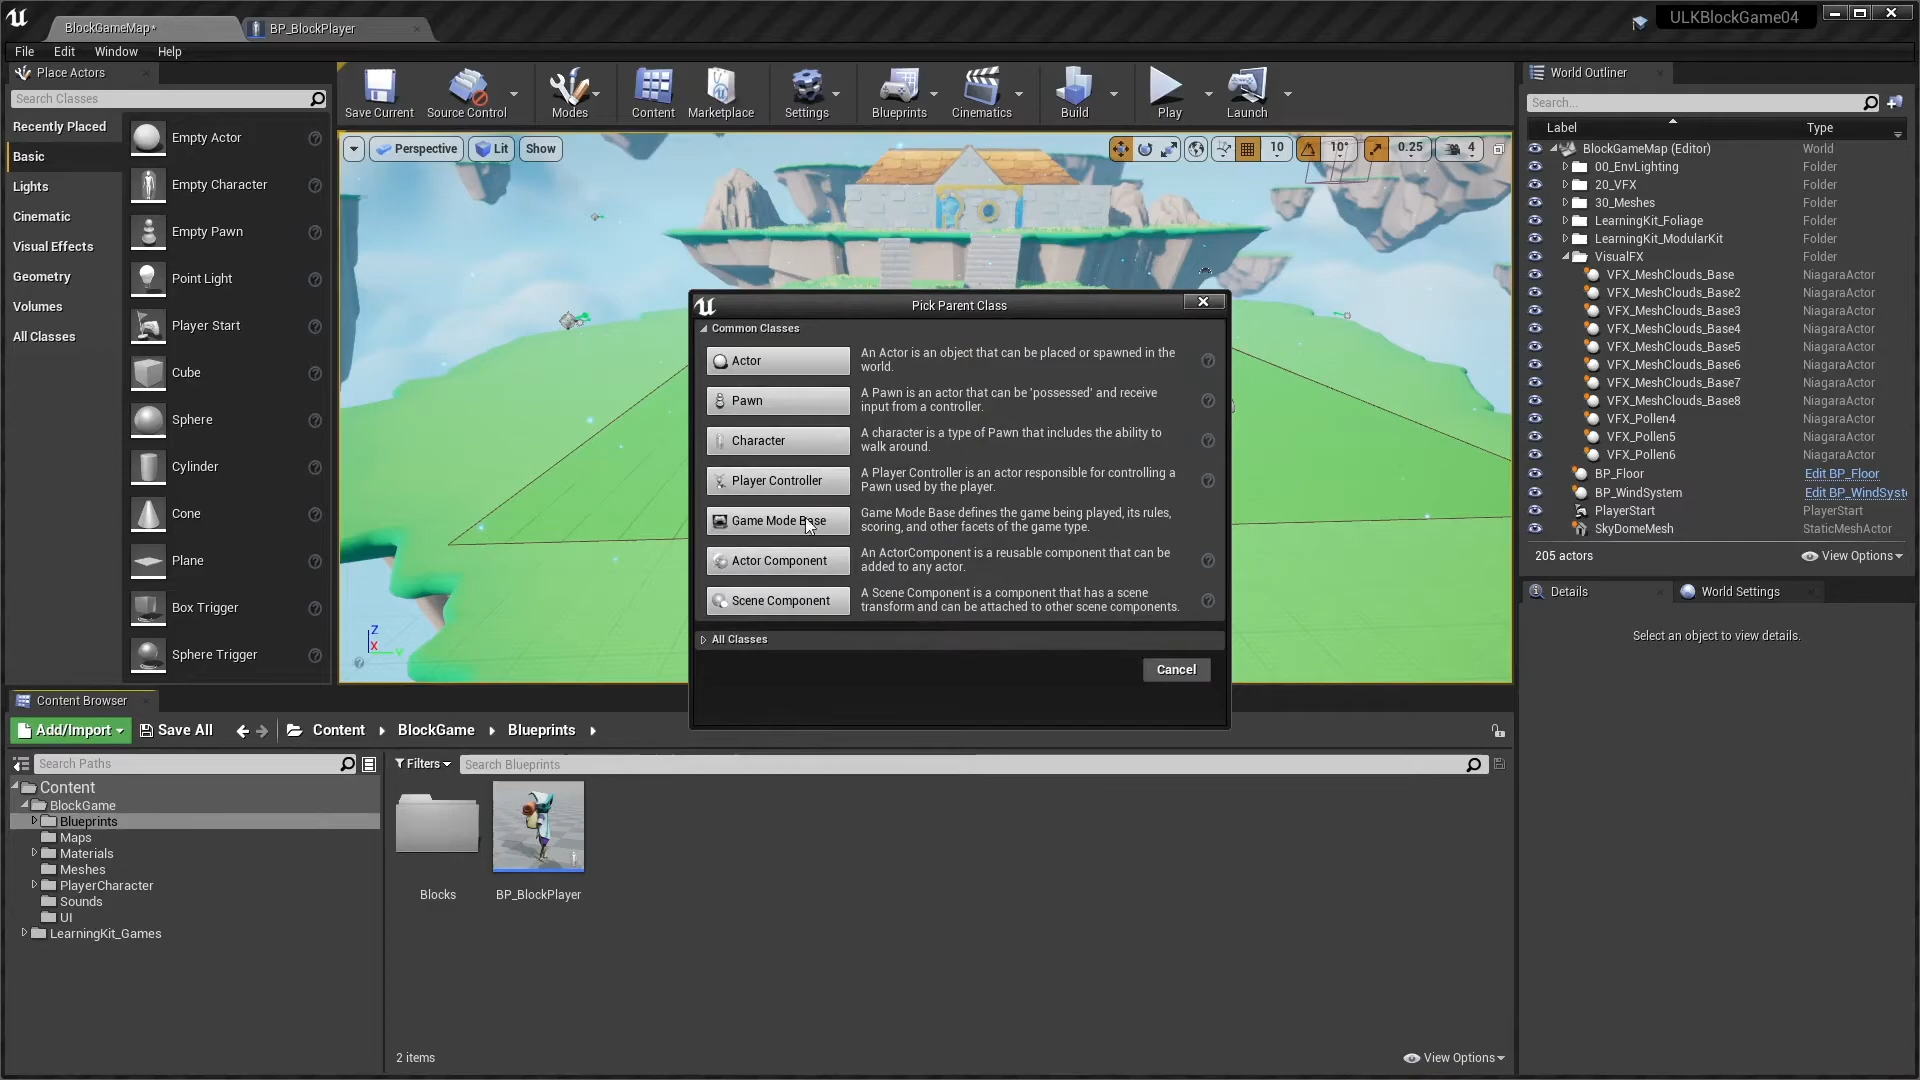 BlockGameMap*
BP_BlockPlayer
ULKBlockGame04
File Edit Window Help
Place Actors
Search Classes
Recently Placed
Basic
Lights
Cinematic
Visual Effects
Geometry
Volumes
All Classes
Empty Actor
Empty Character
Empty Pawn
Point Light
Player Start
Cube
Sphere
Cylinder
Cone
Plane
Box Trigger
Sphere Trigger
Save Current
Source Control
Modes
Content
Marketplace
Settings
Blueprints
Cinematics
Build
Play
Launch
Perspective
Lit
Show
10
10°
0.25
4
Z
X
Y
Pick Parent Class
Common Classes
Actor
An Actor is an object that can be placed or spawned in the
world.
Pawn
A Pawn is an actor that can be 'possessed' and receive
input from a controller.
Character
A character is a type of Pawn that includes the ability to
walk around.
Player Controller
A Player Controller is an actor responsible for controlling a
Pawn used by the player.
Game Mode Base
Game Mode Base defines the game being played, its rules,
scoring, and other facets of the game type.
Actor Component
An ActorComponent is a reusable component that can be
added to any actor.
Scene Component
A Scene Component is a component that has a scene
transform and can be attached to other scene components.
All Classes
Cancel
World Outliner
Search...
Label Type
BlockGameMap (Editor) World
00_EnvLighting Folder
20_VFX Folder
30_Meshes Folder
LearningKit_Foliage Folder
LearningKit_ModularKit Folder
VisualFX Folder
VFX_MeshClouds_Base NiagaraActor
VFX_MeshClouds_Base2 NiagaraActor
VFX_MeshClouds_Base3 NiagaraActor
VFX_MeshClouds_Base4 NiagaraActor
VFX_MeshClouds_Base5 NiagaraActor
VFX_MeshClouds_Base6 NiagaraActor
VFX_MeshClouds_Base7 NiagaraActor
VFX_MeshClouds_Base8 NiagaraActor
VFX_Pollen4 NiagaraActor
VFX_Pollen5 NiagaraActor
VFX_Pollen6 NiagaraActor
BP_Floor Edit BP_Floor
BP_WindSystem Edit BP_WindSyst
PlayerStart PlayerStart
SkyDomeMesh StaticMeshActor
205 actors
View Options
Details
World Settings
Select an object to view details.
Content Browser
Add/Import
Save All
Content
BlockGame
Blueprints
Search Paths
Filters
Search Blueprints
Content
BlockGame
Blueprints
Maps
Materials
Meshes
PlayerCharacter
Sounds
UI
LearningKit_Games
Blocks
BP_BlockPlayer
2 items
View Options